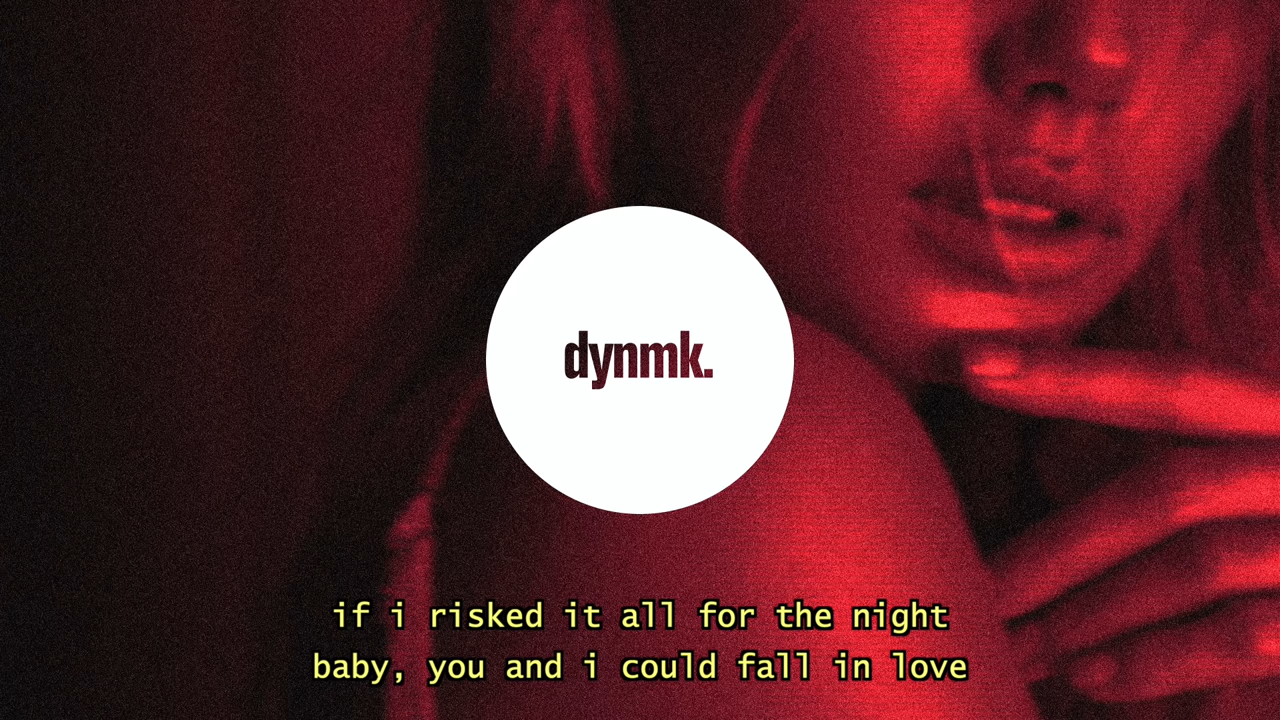 dynmk.
if i risked it all for the night
baby, you and i could fall in love